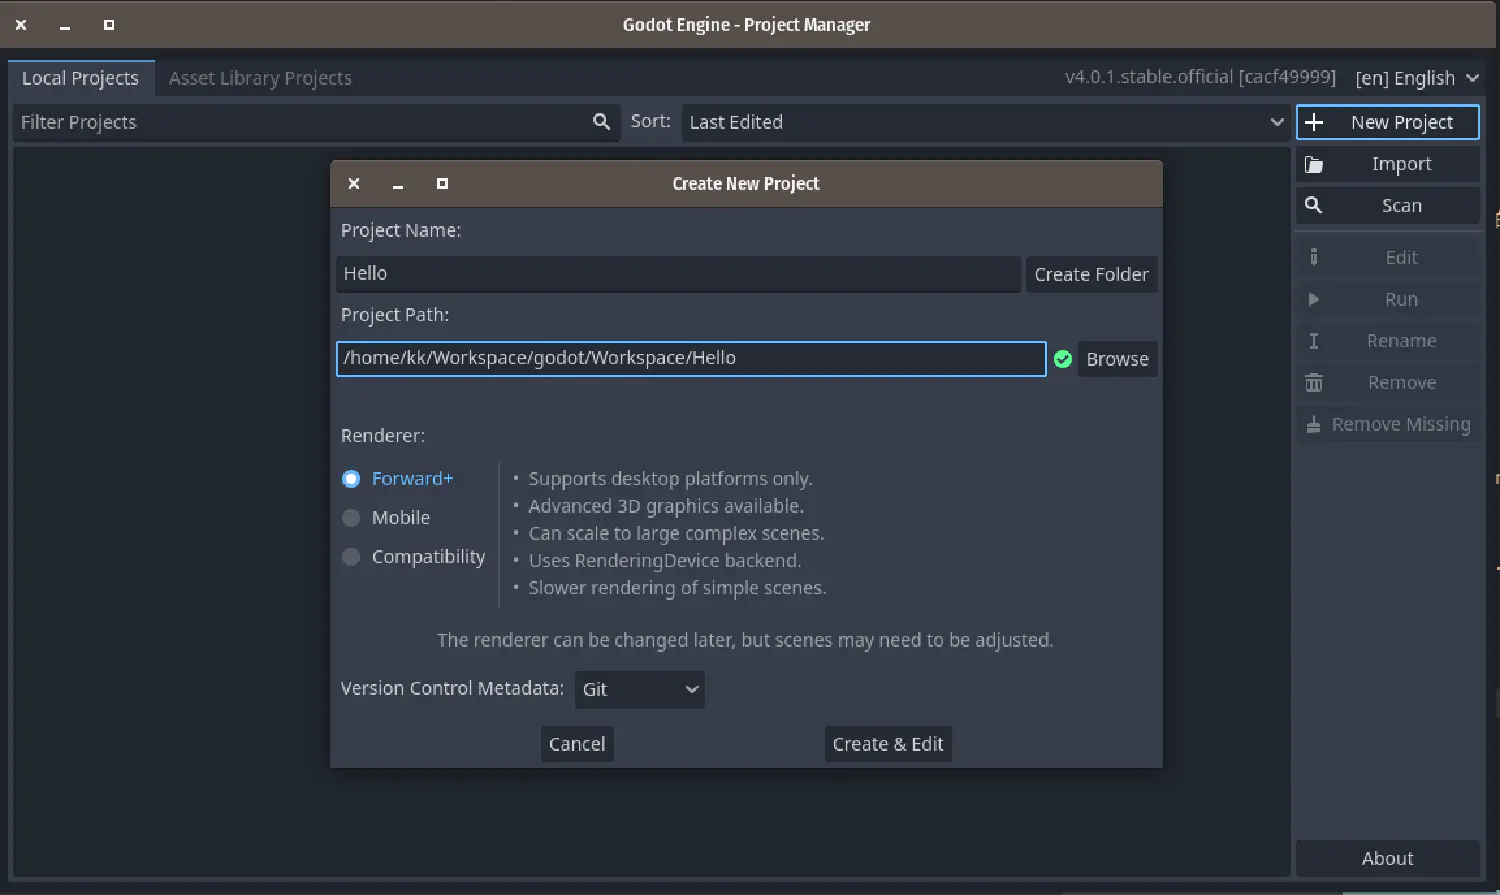 Godot Engine - Project Manager
Local Projects Asset Library Projects v4.0.1.stable.official [cacf49999] [en] English
Filter Projects Sort: Last Edited New Project
Import
Scan
Edit
Run
Rename
Remove
Remove Missing
About
Create New Project
Project Name:
Hello Create Folder
Project Path:
/home/kk/Workspace/godot/Workspace/Hello Browse
Renderer:
Forward+
Mobile
Compatibility
• Supports desktop platforms only.
• Advanced 3D graphics available.
• Can scale to large complex scenes.
• Uses RenderingDevice backend.
• Slower rendering of simple scenes.
The renderer can be changed later, but scenes may need to be adjusted.
Version Control Metadata: Git
Cancel Create & Edit